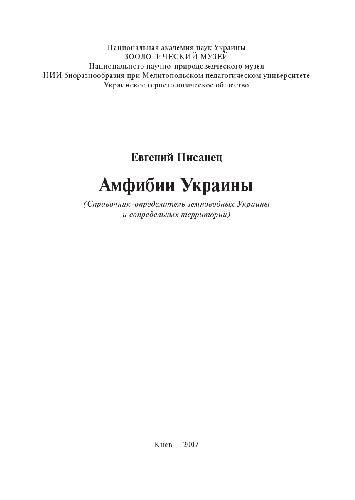 Национальная академия наук Украины
ЗООЛОГИЧЕСКИЙ МУЗЕЙ
Национального научно-природоведческого музея
НИИ биоразнообразия при Мелитопольском педагогическом университете
Украинское герпетологическое общество
Евгений Писанец
Амфибии Украины
(Справочник-определитель земноводных Украины
и сопредельных территорий)
Киев – 2007